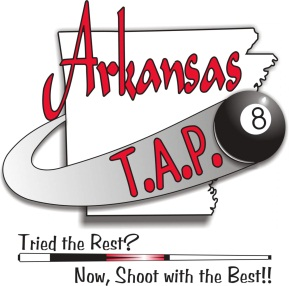 Arkansas
T.A.P.
8
Tried the Rest?
Now, Shoot with the Best!!